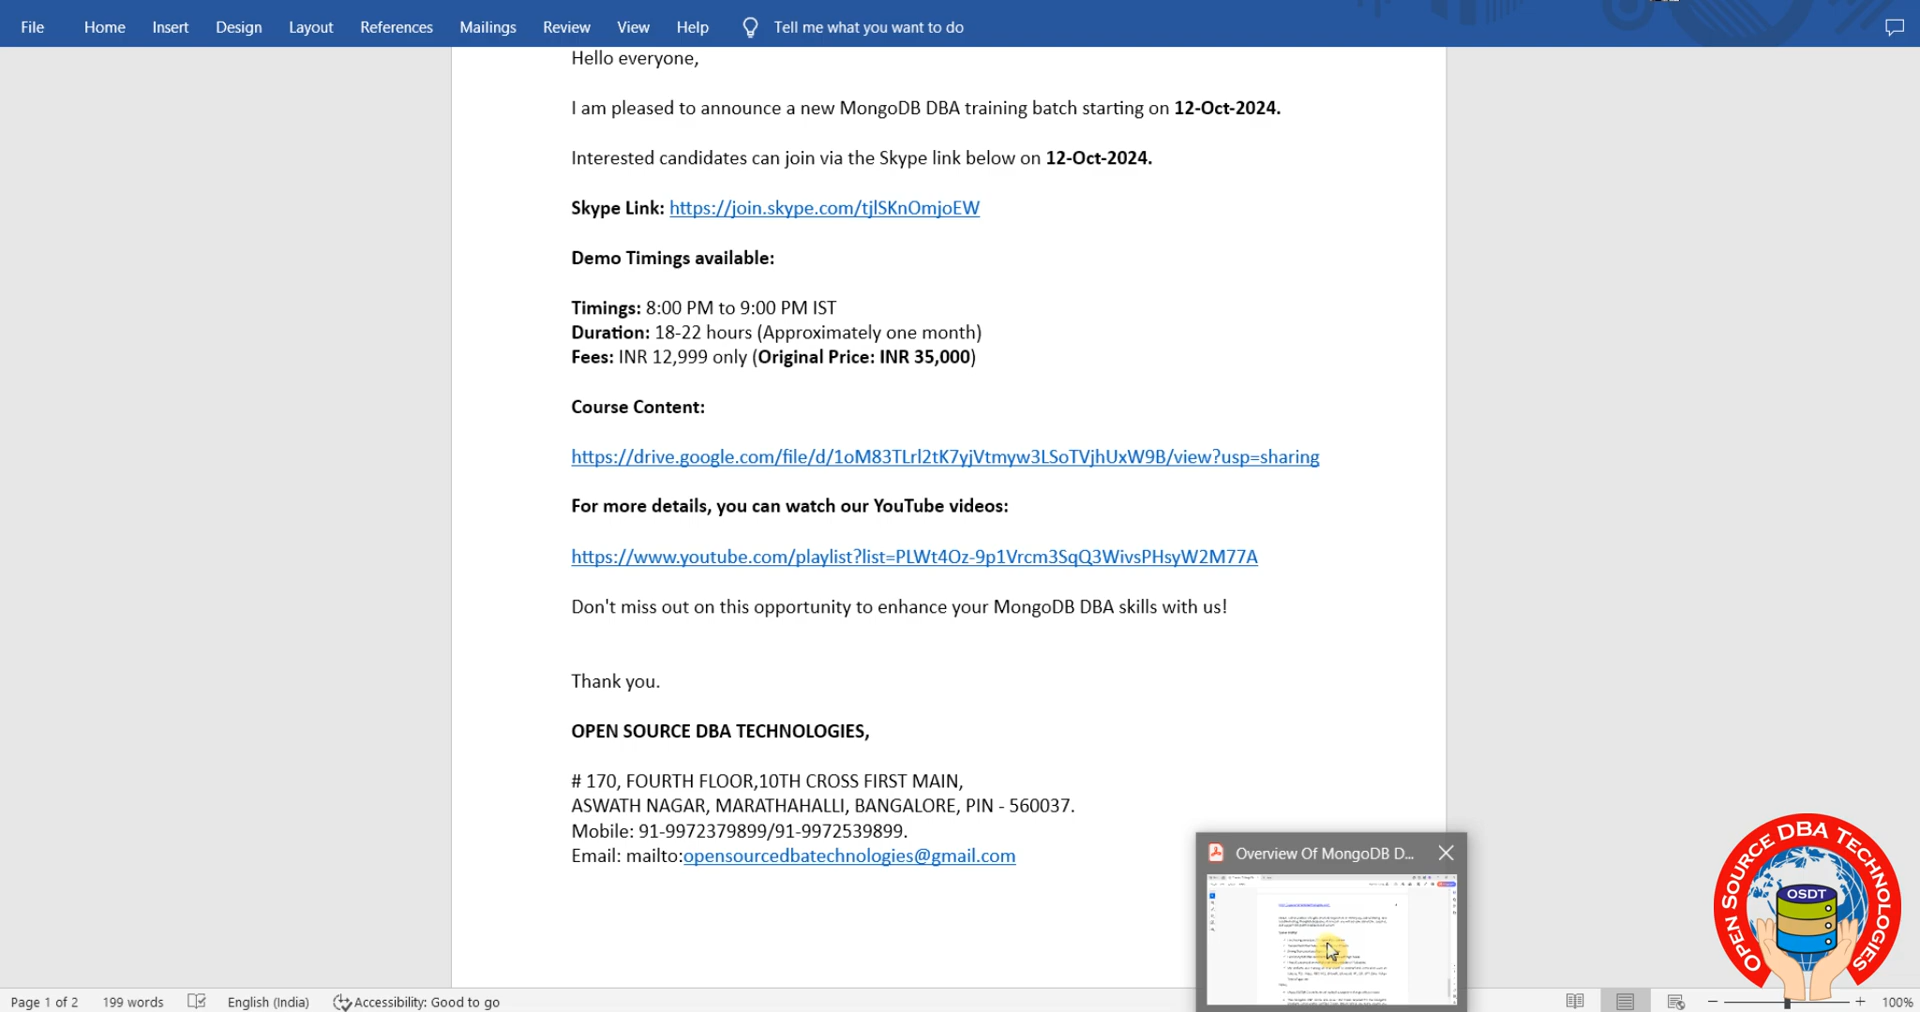 File Home Insert Design Layout References Mailings Review View Help Tell me what you want to do
Hello everyone,
I am pleased to announce a new MongoDB DBA training batch starting on 12-Oct-2024.
Interested candidates can join via the Skype link below on 12-Oct-2024.
Skype Link: https://join.skype.com/tjlSKnOmjoEW
Demo Timings available:
Timings: 8:00 PM to 9:00 PM IST
Duration: 18-22 hours (Approximately one month)
Fees: INR 12,999 only (Original Price: INR 35,000)
Course Content:
https://drive.google.com/file/d/1oM83TLrl2tK7yjVtmyw3LSoTVjhUxW9B/view?usp=sharing
For more details, you can watch our YouTube videos:
https://www.youtube.com/playlist?list=PLWt4Oz-9p1Vrcm3SqQ3WivsPHsyW2M77A
Don't miss out on this opportunity to enhance your MongoDB DBA skills with us!
Thank you.
OPEN SOURCE DBA TECHNOLOGIES,
# 170, FOURTH FLOOR,10TH CROSS FIRST MAIN,
ASWATH NAGAR, MARATHAHALLI, BANGALORE, PIN - 560037.
Mobile: 91-9972379899/91-9972539899.
Email: mailto:opensourcedbatechnologies@gmail.com
Overview Of MongoDB D...
OPEN SOURCE DBA TECHNOLOGIES
OSDT
Page 1 of 2 199 words English (India) Accessibility: Good to go 100%